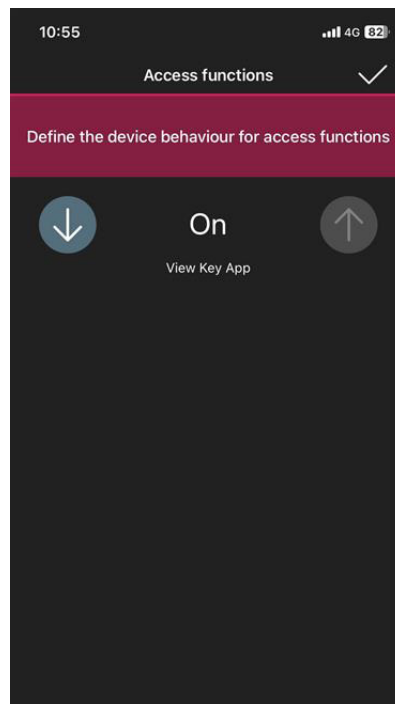 10:55
4G 82
Access functions
Define the device behaviour for access functions
On
View Key App